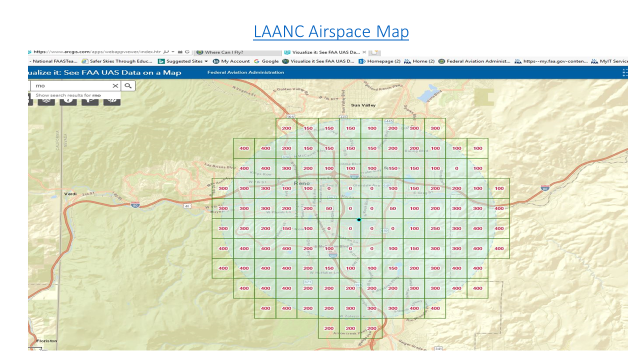 LAANC Airspace Map
https://www.arcgis.com/apps/webappviewer/index.ht Where Can I Fly? Visualize it: See FAA UAS Da...
National FAASTea... Safer Skies Through Educ... Suggested Sites My Account Google Visualize it See FAA UAS D... Homepage (2) Home (2) Federal Aviation Administ... https--my.faa.gov-conten... MyIT Service
ualize it: See FAA UAS Data on a Map Federal Aviation Administration
mo
Show search results for mo
Sun Valley
200 150 150 150 100 200 300 300
400 400 200 150 150 150 200 200 100 100 100
400 400 300 200 100 100 100 150 150 100 0 100
Reno
300 300 300 100 100 0 0 0 100 150 200 200 100 100
Verdi
300 300 300 200 50 0 0 50 100 200 300 300 400
300 300 200 150 100 0 0 0 0 100 250 300 400 400
400 400 400 200 100 0 0 100 150 300 400 400
400 400 400 200 150 100 100 150 200 300 400 400
400 400 200 200 200 200 200 300 300 400 400
400 400 200 300 300 300 400 400
200 200 200
Floriston